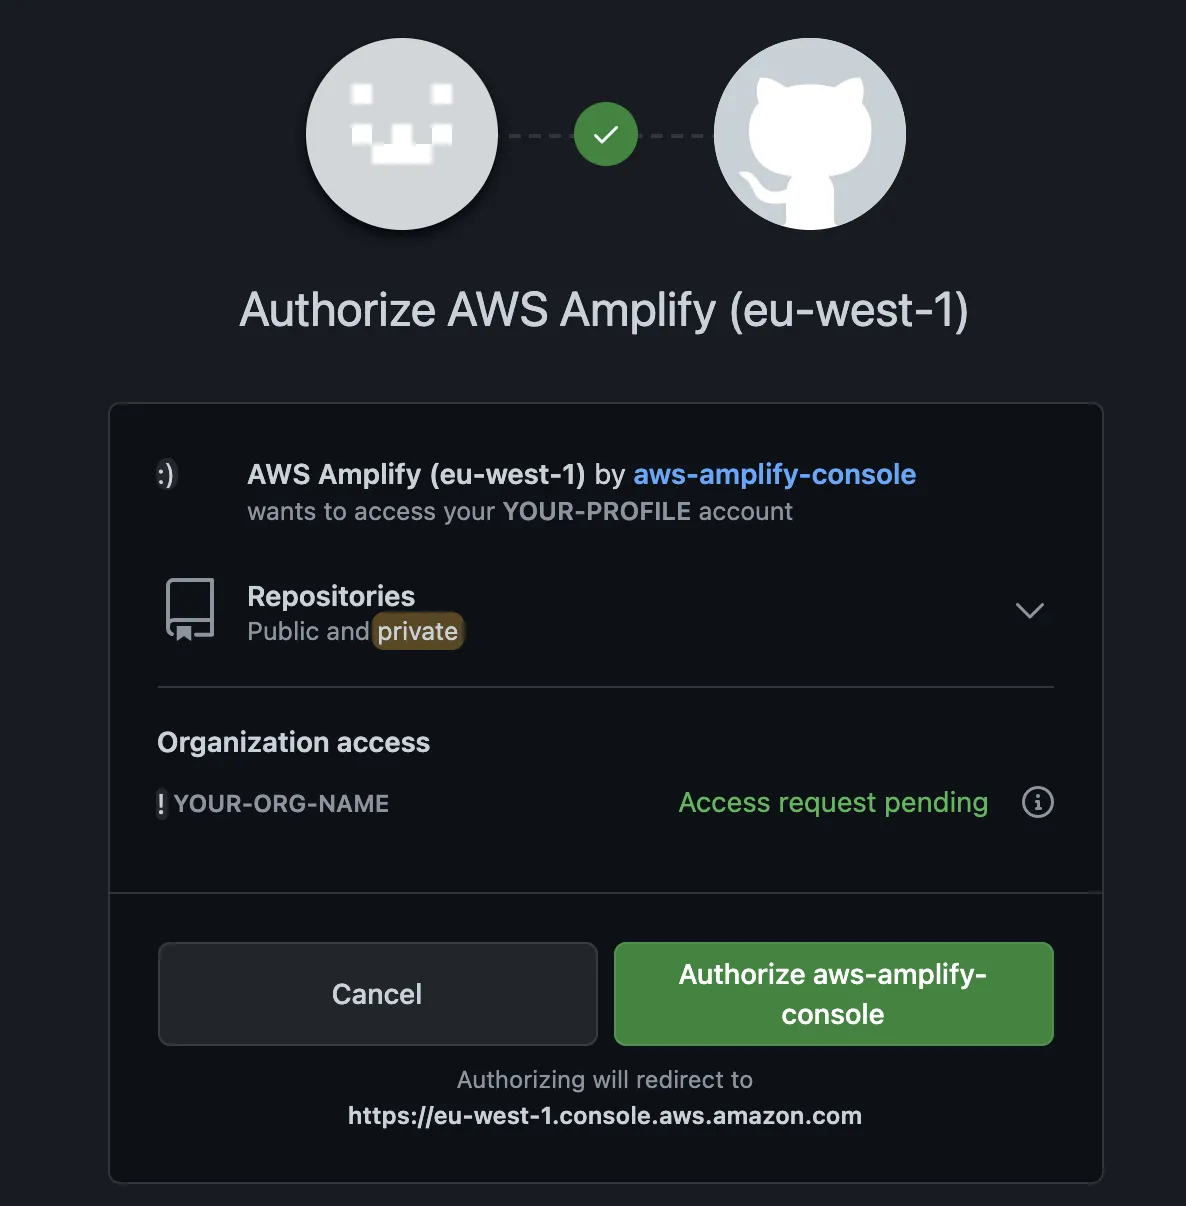 Authorize AWS Amplify (eu-west-1)
:)
AWS Amplify (eu-west-1) by aws-amplify-console
wants to access your YOUR-PROFILE account
Repositories
Public and private
Organization access
! YOUR-ORG-NAME Access request pending
Cancel
Authorize aws-amplify-
console
Authorizing will redirect to
https://eu-west-1.console.aws.amazon.com